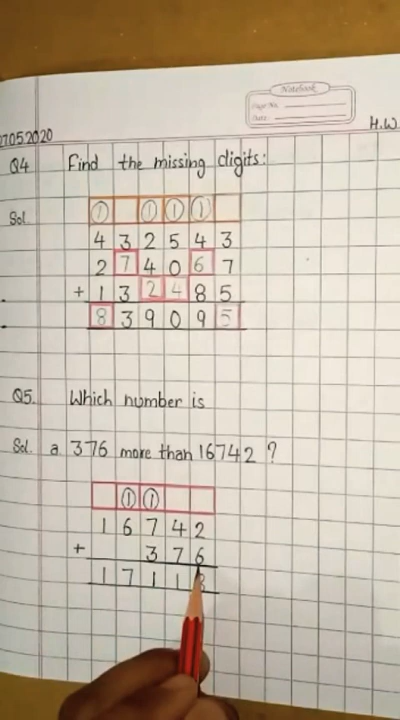 Notebook
Page No.
Date:
07.05.2020
H.W
Q4 Find the missing digits:
Sol. 1 1 1 1
4 3 2 5 4 3
2 7 4 0 6 7
+ 1 3 2 4 8 5
8 3 9 0 9 5
Q5. Which number is
Sol. a. 376 more than 16742 ?
1 1
1 6 7 4 2
+ 3 7 6
1 7 1 1 8